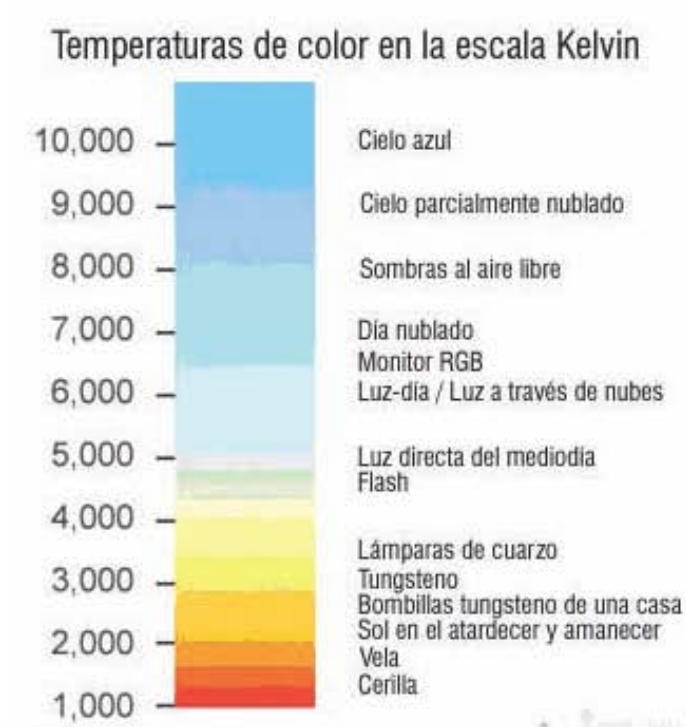 Temperaturas de color en la escala Kelvin
10,000 Cielo azul
9,000 Cielo parcialmente nublado
8,000 Sombras al aire libre
7,000 Día nublado
Monitor RGB
6,000 Luz-día / Luz a través de nubes
5,000 Luz directa del mediodía
Flash
4,000
Lámparas de cuarzo
3,000 Tungsteno
Bombillas tungsteno de una casa
2,000 Sol en el atardecer y amanecer
Vela
Cerilla
1,000